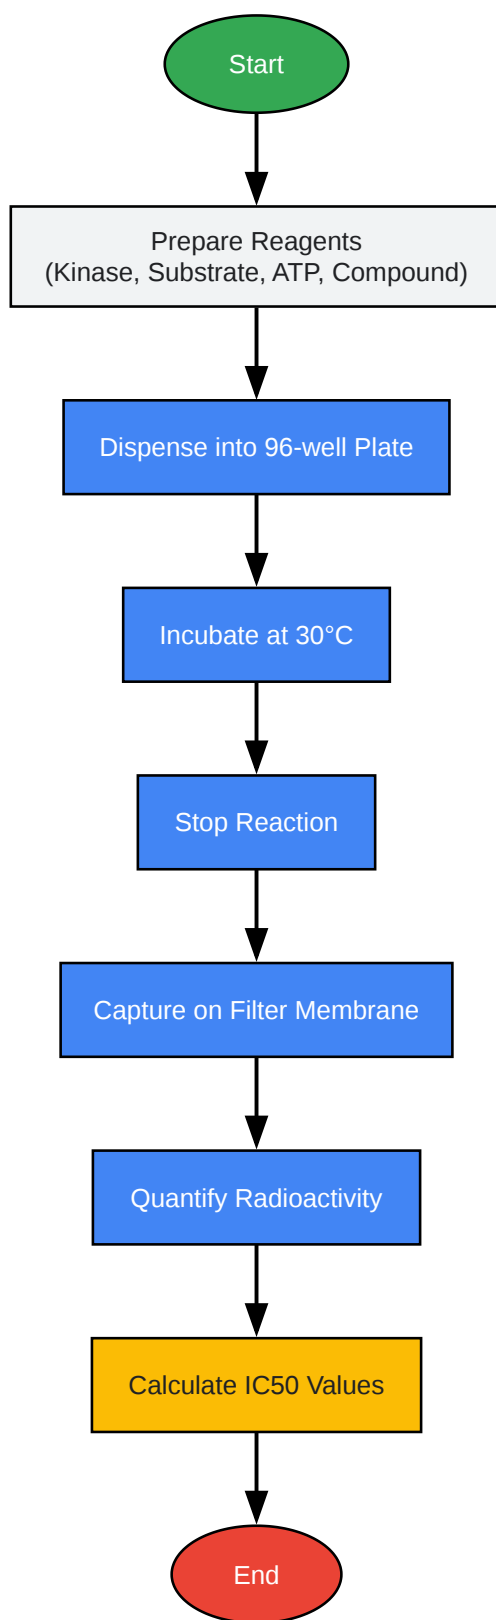 Start
Prepare Reagents
(Kinase, Substrate, ATP, Compound)
Dispense into 96-well Plate
Incubate at 30°C
Stop Reaction
Capture on Filter Membrane
Quantify Radioactivity
Calculate IC50 Values
End